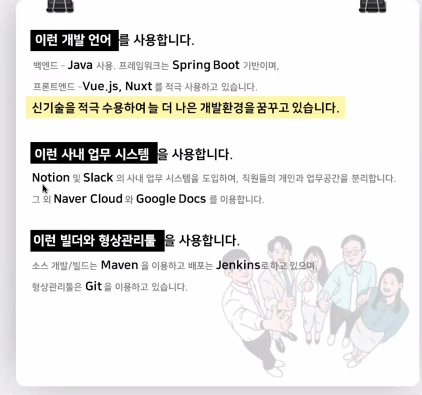 이런 개발 언어 를 사용합니다.
백엔드 - Java 사용. 프레임워크는 Spring Boot 기반이며,
프론트엔드 -Vue.js, Nuxt 를 적극 사용하고 있습니다.
신기술을 적극 수용하여 늘 더 나은 개발환경을 꿈꾸고 있습니다.
이런 사내 업무 시스템 을 사용합니다.
Notion 및 Slack 의 사내 업무 시스템을 도입하여, 직원들의 개인과 업무공간을 분리합니다.
그 외 Naver Cloud 와 Google Docs 를 이용합니다.
이런 빌더와 형상관리툴 을 사용합니다.
소스 개발/빌드는 Maven 을 이용하고 배포는 Jenkins로하고 있으며,
형상관리툴은 Git 을 이용하고 있습니다.